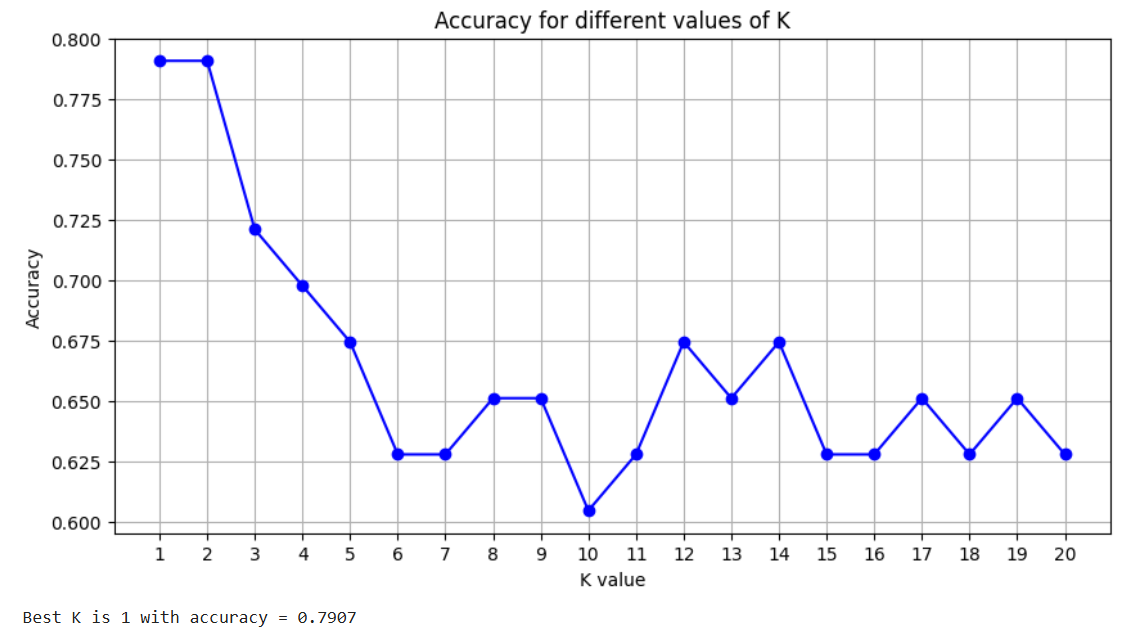 Accuracy for different values of K
0.800
0.775
0.750
0.725
0.700
0.675
0.650
0.625
0.600
Accuracy
1 2 3 4 5 6 7 8 9 10 11 12 13 14 15 16 17 18 19 20
K value
Best K is 1 with accuracy = 0.7907